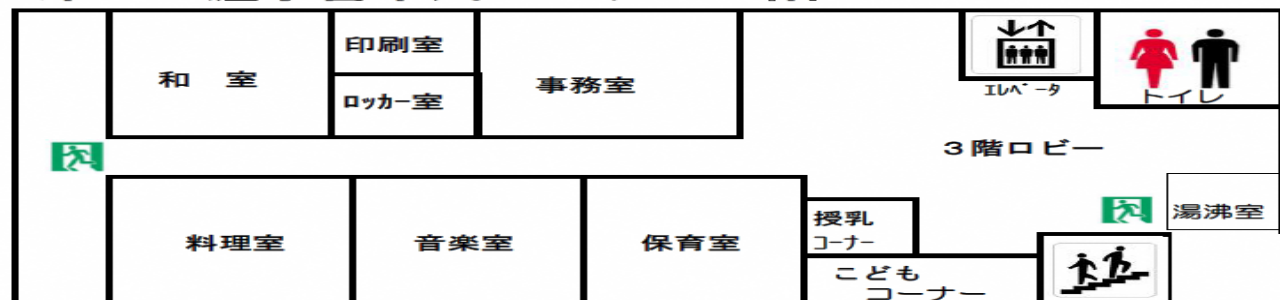 印刷室
和　室
事務室
ロッカー室
エレベータ
トイレ
３階ロビー
湯沸室
授乳
コーナー
料理室
音楽室
保育室
こども
コーナー